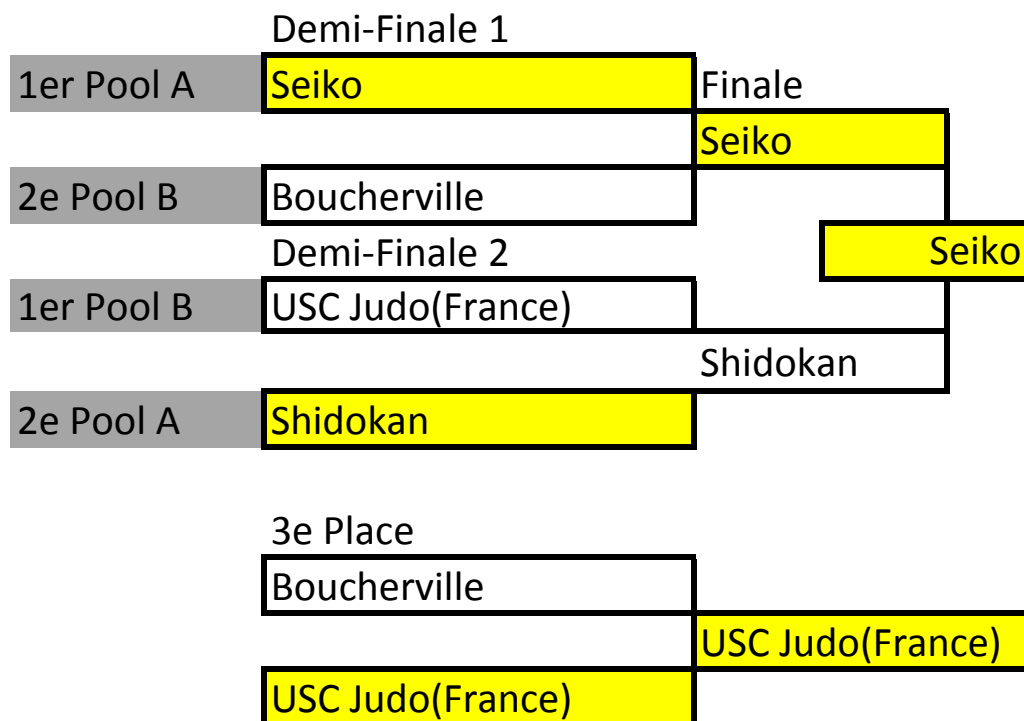 Demi-Finale 1
1er Pool A Seiko Finale
Seiko
2e Pool B Boucherville
Demi-Finale 2 Seiko
1er Pool B USC Judo(France)
Shidokan
2e Pool A Shidokan
3e Place
Boucherville
USC Judo(France)
USC Judo(France)